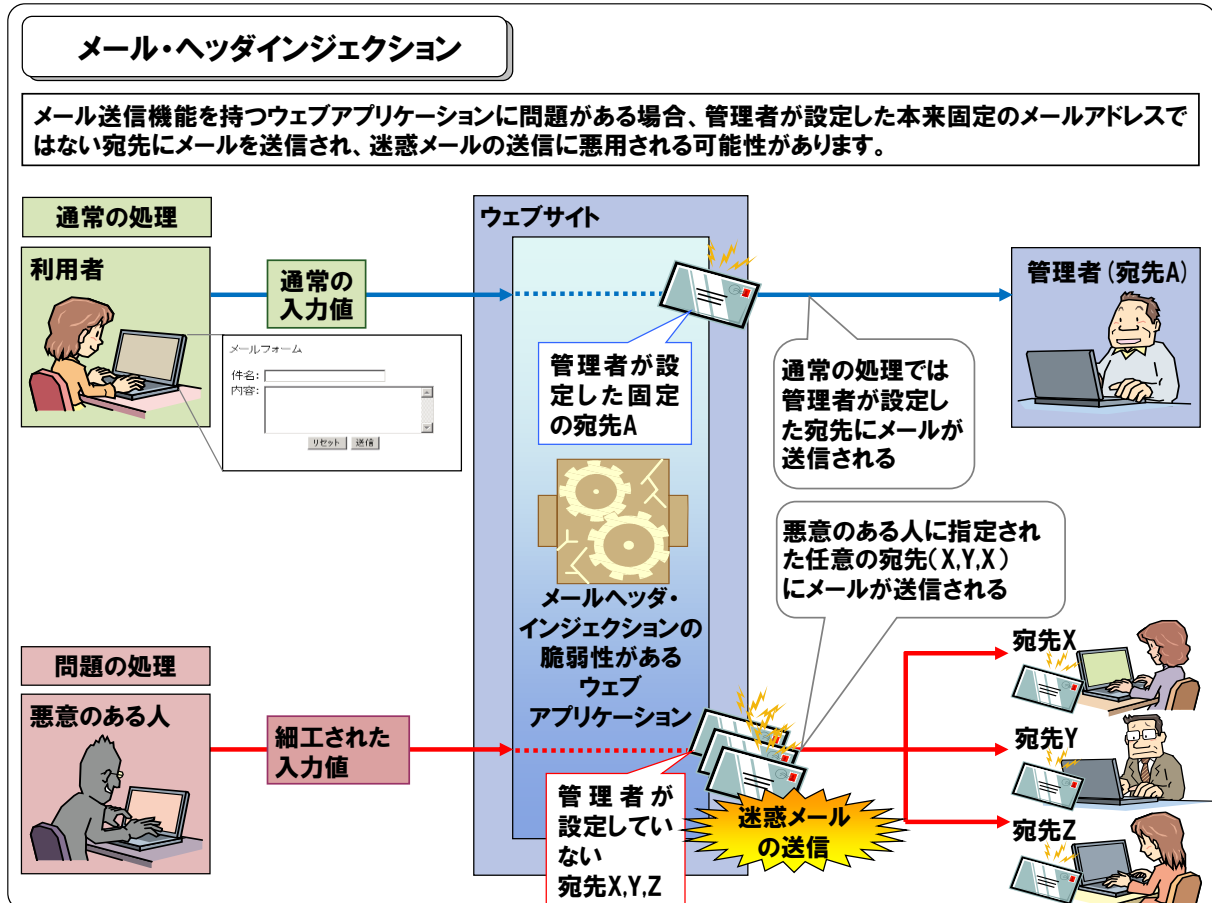 メール・ヘッダインジェクション
メール送信機能を持つウェブアプリケーションに問題がある場合、管理者が設定した本来固定のメールアドレスで
はない宛先にメールを送信され、迷惑メールの送信に悪用される可能性があります。
通常の処理
利用者
通常の
入力値
メールフォーム
件名:
内容:
リセット 送信
ウェブサイト
管理者が設
定した固定
の宛先A
管理者(宛先A)
通常の処理では
管理者が設定し
た宛先にメールが
送信される
メールヘッダ・
インジェクションの
脆弱性がある
ウェブ
アプリケーション
悪意のある人に指定され
た任意の宛先(X,Y,X)
にメールが送信される
問題の処理
悪意のある人
細工された
入力値
管理者が
設定してい
ない
宛先X,Y,Z
迷惑メール
の送信
宛先X
宛先Y
宛先Z